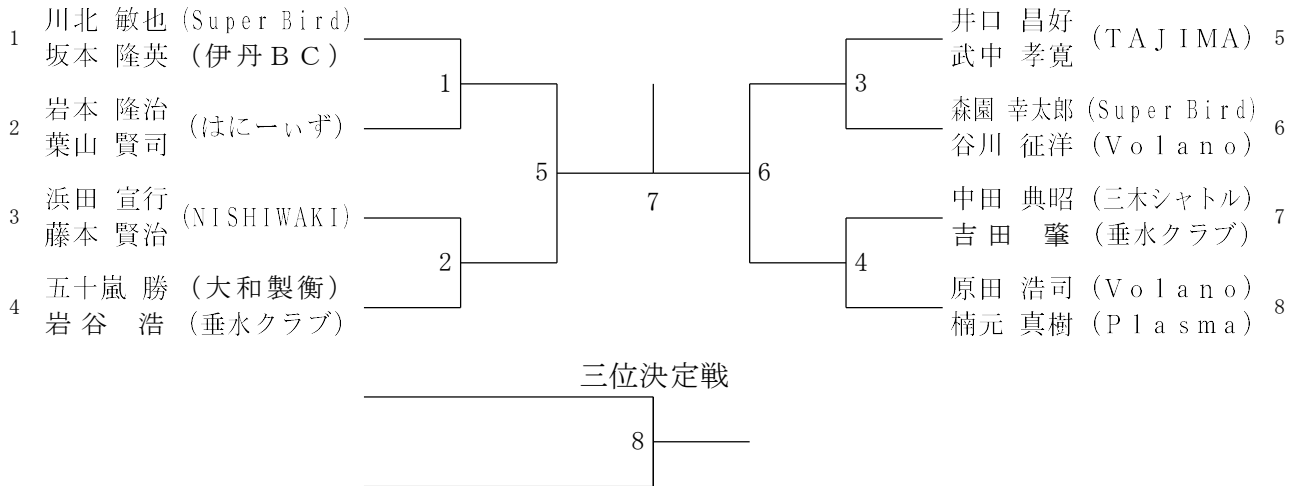 1 川北 敏也 (Super Bird)
坂本 隆英 (伊丹ＢＣ)
2 岩本 隆治 (はにーぃず)
葉山 賢司
3 浜田 宣行 (NISHIWAKI)
藤本 賢治
4 五十嵐 勝 (大和製衡)
岩谷 浩 (垂水クラブ)
1
2
5
7
6
3
4
井口 昌好 (ＴＡＪＩＭＡ) 5
武中 孝寛
森園 幸太郎 (Super Bird) 6
谷川 征洋 (Ｖｏｌａｎｏ)
中田 典昭 (三木シャトル) 7
吉田 肇 (垂水クラブ)
原田 浩司 (Ｖｏｌａｎｏ) 8
楠元 真樹 (Ｐｌａｓｍａ)
三位決定戦
8